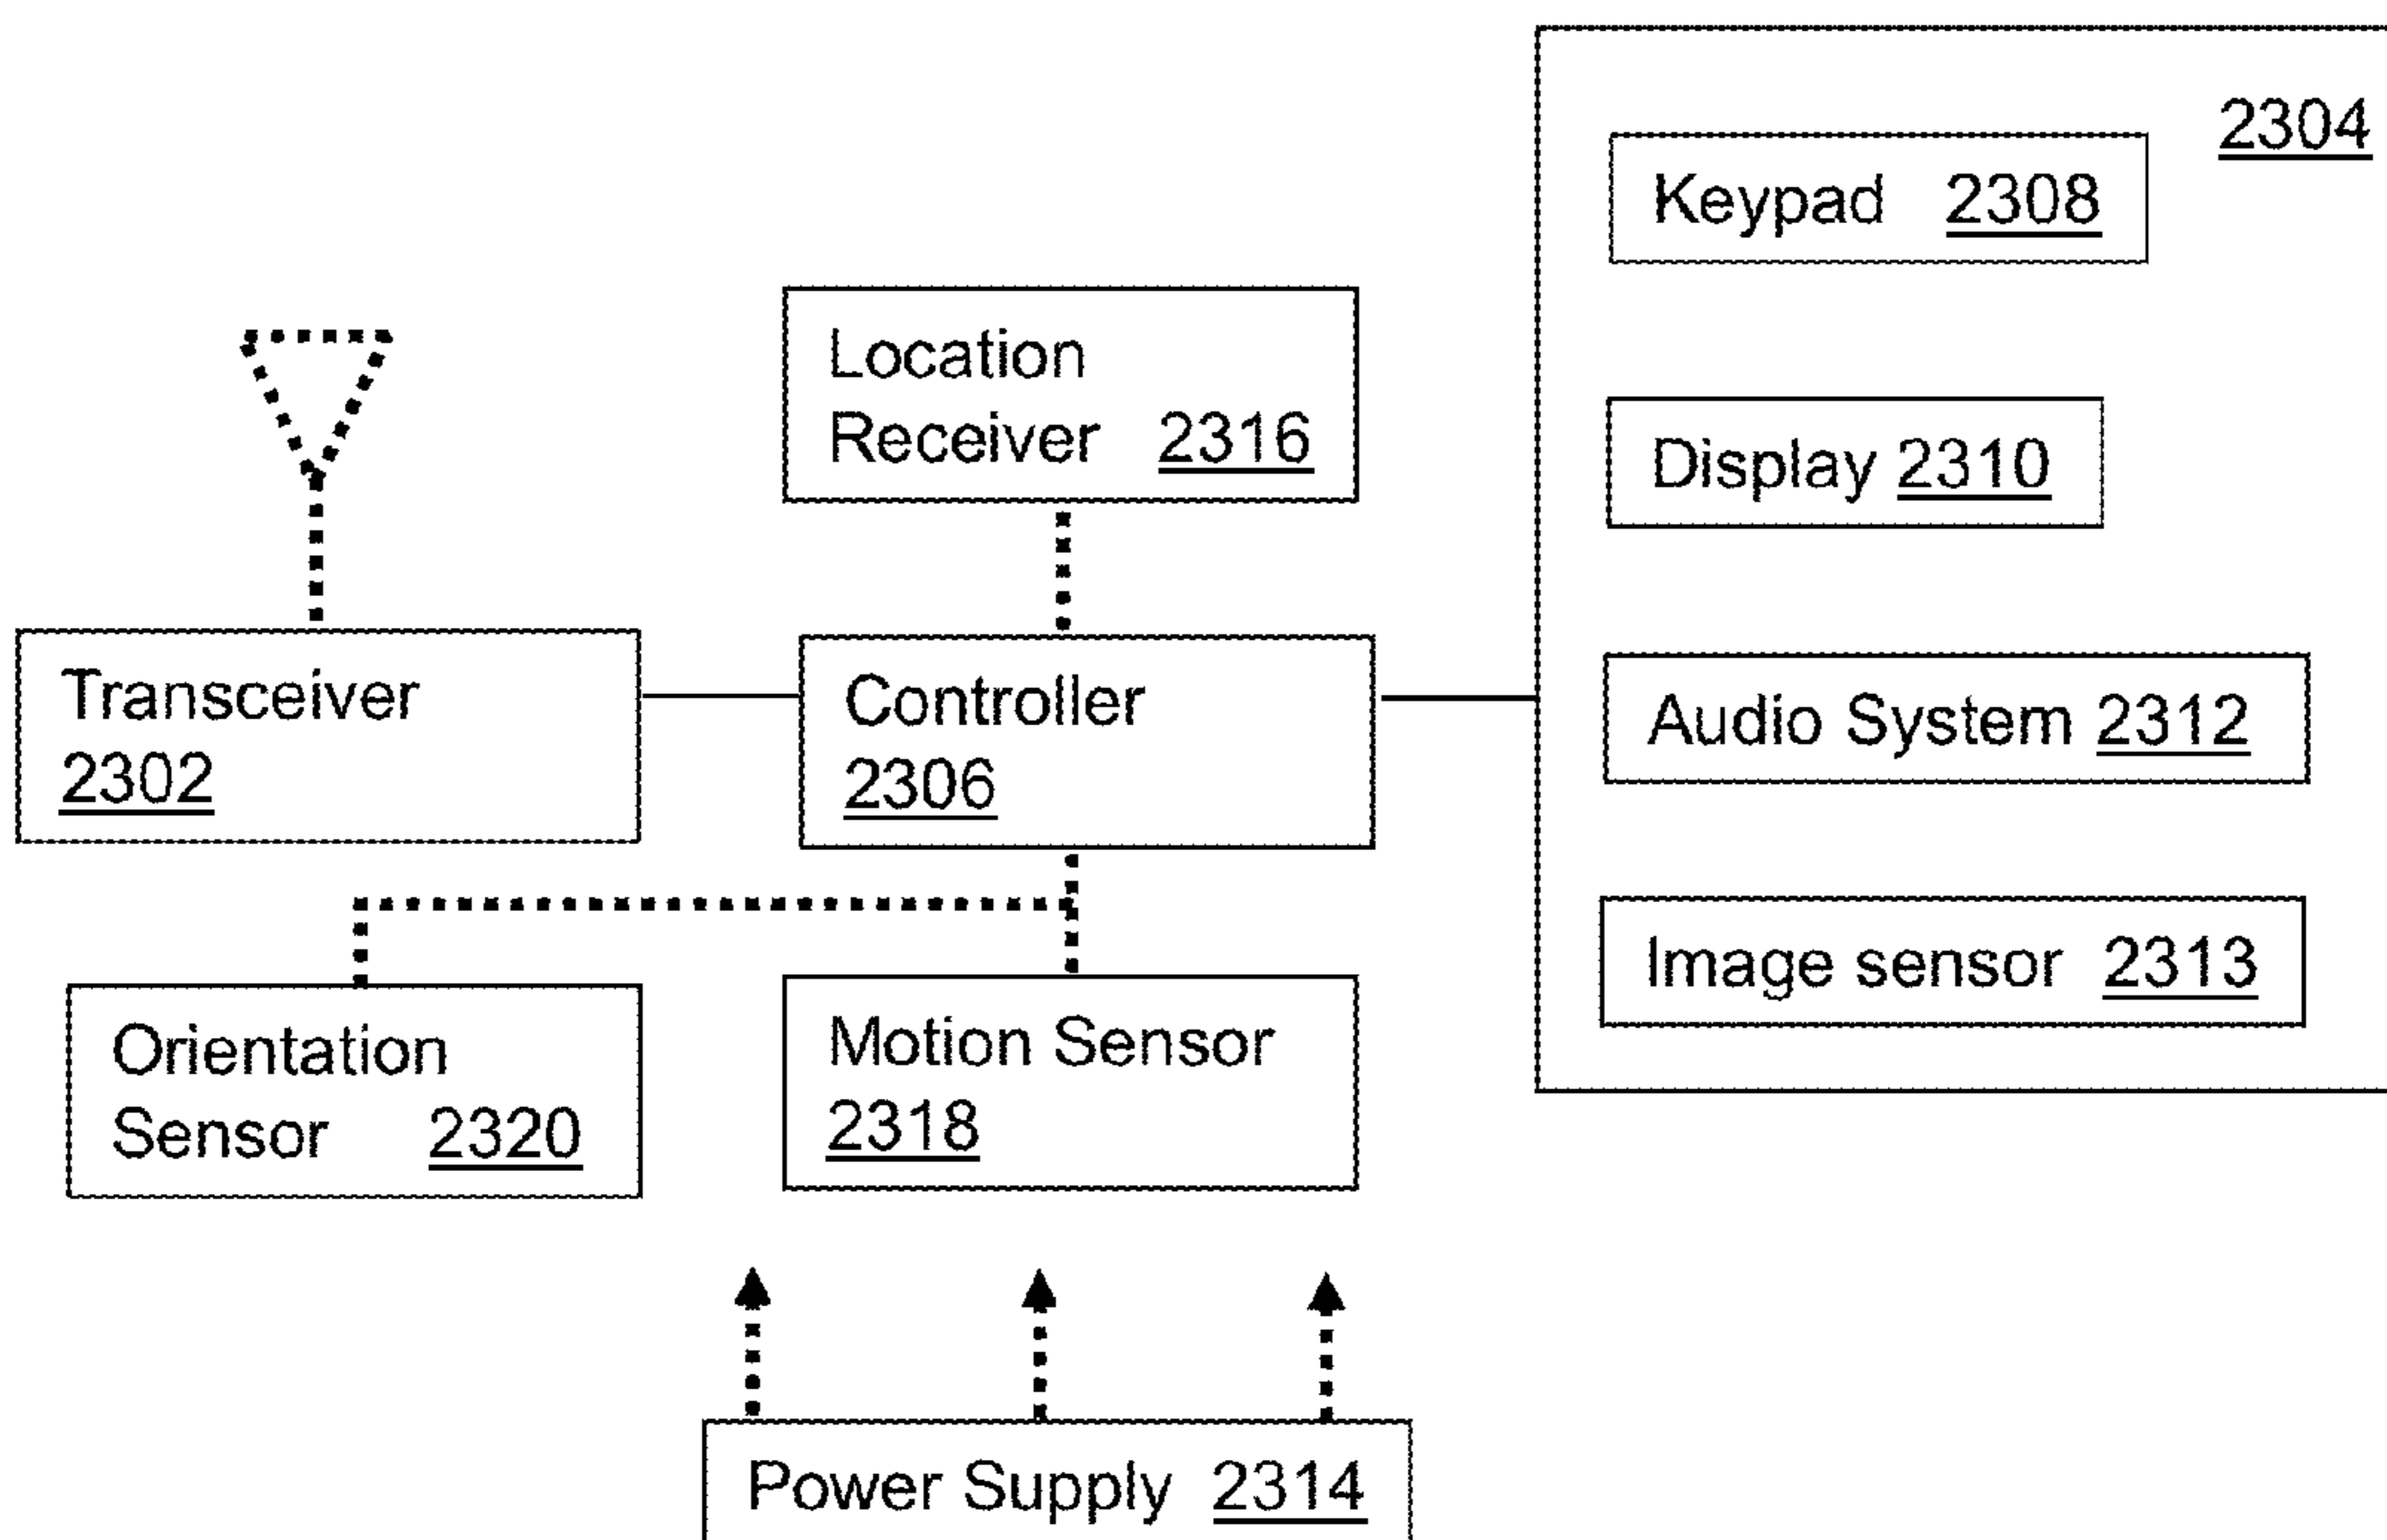 2304
Keypad 2308
Location
Receiver 2316
Display 2310
Transceiver
2302
Controller
2306
Audio System 2312
Image sensor 2313
Orientation
Sensor 2320
Motion Sensor
2318
Power Supply 2314